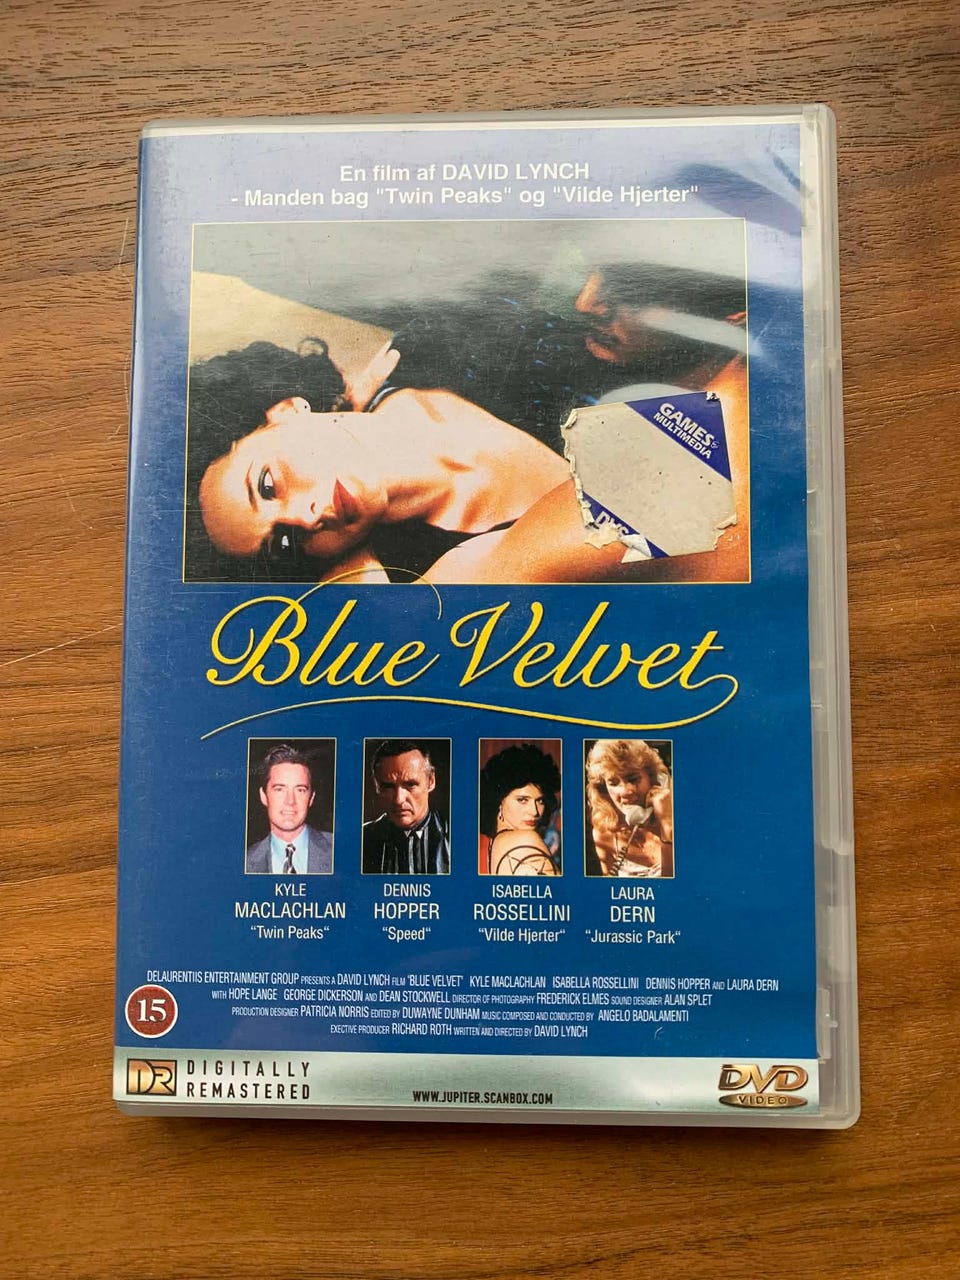 En film af DAVID LYNCH
- Manden bag "Twin Peaks" og "Vilde Hjerter"
GAMES &
MULTIMEDIA
Blue Velvet
KYLE
MACLACHLAN
"Twin Peaks"
DENNIS
HOPPER
"Speed"
ISABELLA
ROSSELLINI
"Vilde Hjerter"
LAURA
DERN
"Jurassic Park"
DELAURENTIIS ENTERTAINMENT GROUP PRESENTS A DAVID LYNCH FILM 'BLUE VELVET' KYLE MACLACHLAN ISABELLA ROSSELLINI DENNIS HOPPER AND LAURA DERN
WITH HOPE LANGE GEORGE DICKERSON AND DEAN STOCKWELL DIRECTOR OF PHOTOGRAPHY FREDERICK ELMES SOUND DESIGNER ALAN SPLET
PRODUCTION DESIGNER PATRICIA NORRIS EDITED BY DUWAYNE DUNHAM MUSIC COMPOSED AND CONDUCTED BY ANGELO BADALAMENTI
EXECTIVE PRODUCER RICHARD ROTH WRITTEN AND DIRECTED BY DAVID LYNCH
15
DR DIGITALLY
REMASTERED
WWW.JUPITER.SCANBOX.COM
DVD
VIDEO